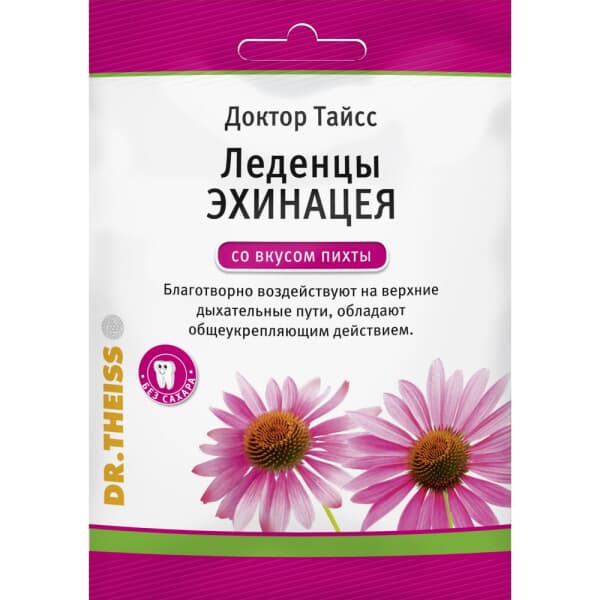 Доктор Тайсс
Леденцы
ЭХИНАЦЕЯ
со вкусом пихты
Благотворно воздействуют на верхние
дыхательные пути, обладают
общеукрепляющим действием.
БЕЗ САХАРА
DR.THEISS